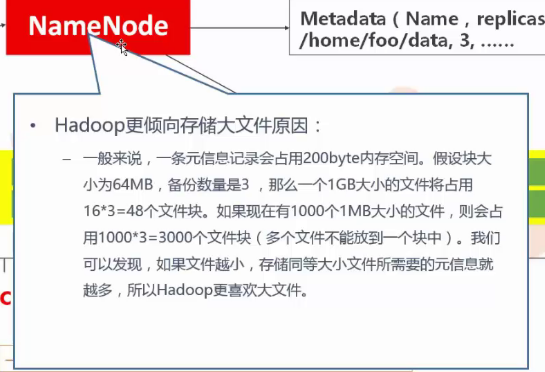 NameNode
Metadata ( Name , replicas
/home/foo/data, 3, ......
• Hadoop更倾向存储大文件原因：
– 一般来说，一条元信息记录会占用200byte内存空间。假设块大
小为64MB，备份数量是3 ，那么一个1GB大小的文件将占用
16*3=48个文件块。如果现在有1000个1MB大小的文件，则会占
用1000*3=3000个文件块（多个文件不能放到一个块中）。我们
可以发现，如果文件越小，存储同等大小文件所需要的元信息就
越多，所以Hadoop更喜欢大文件。
c